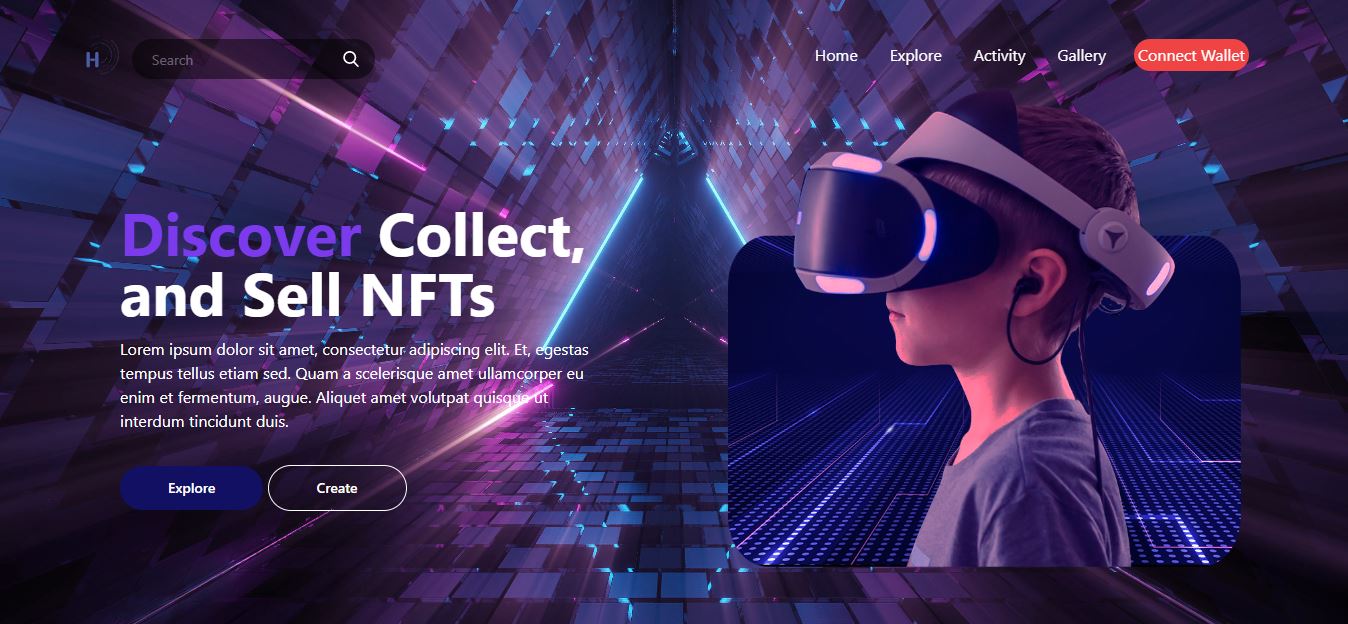 H
Search
Home
Explore
Activity
Gallery
Connect Wallet
Discover Collect,
and Sell NFTs
Lorem ipsum dolor sit amet, consectetur adipiscing elit. Et, egestas
tempus tellus etiam sed. Quam a scelerisque amet ullamcorper eu
enim et fermentum, augue. Aliquet amet volutpat quisque ut
interdum tincidunt duis.
Explore
Create